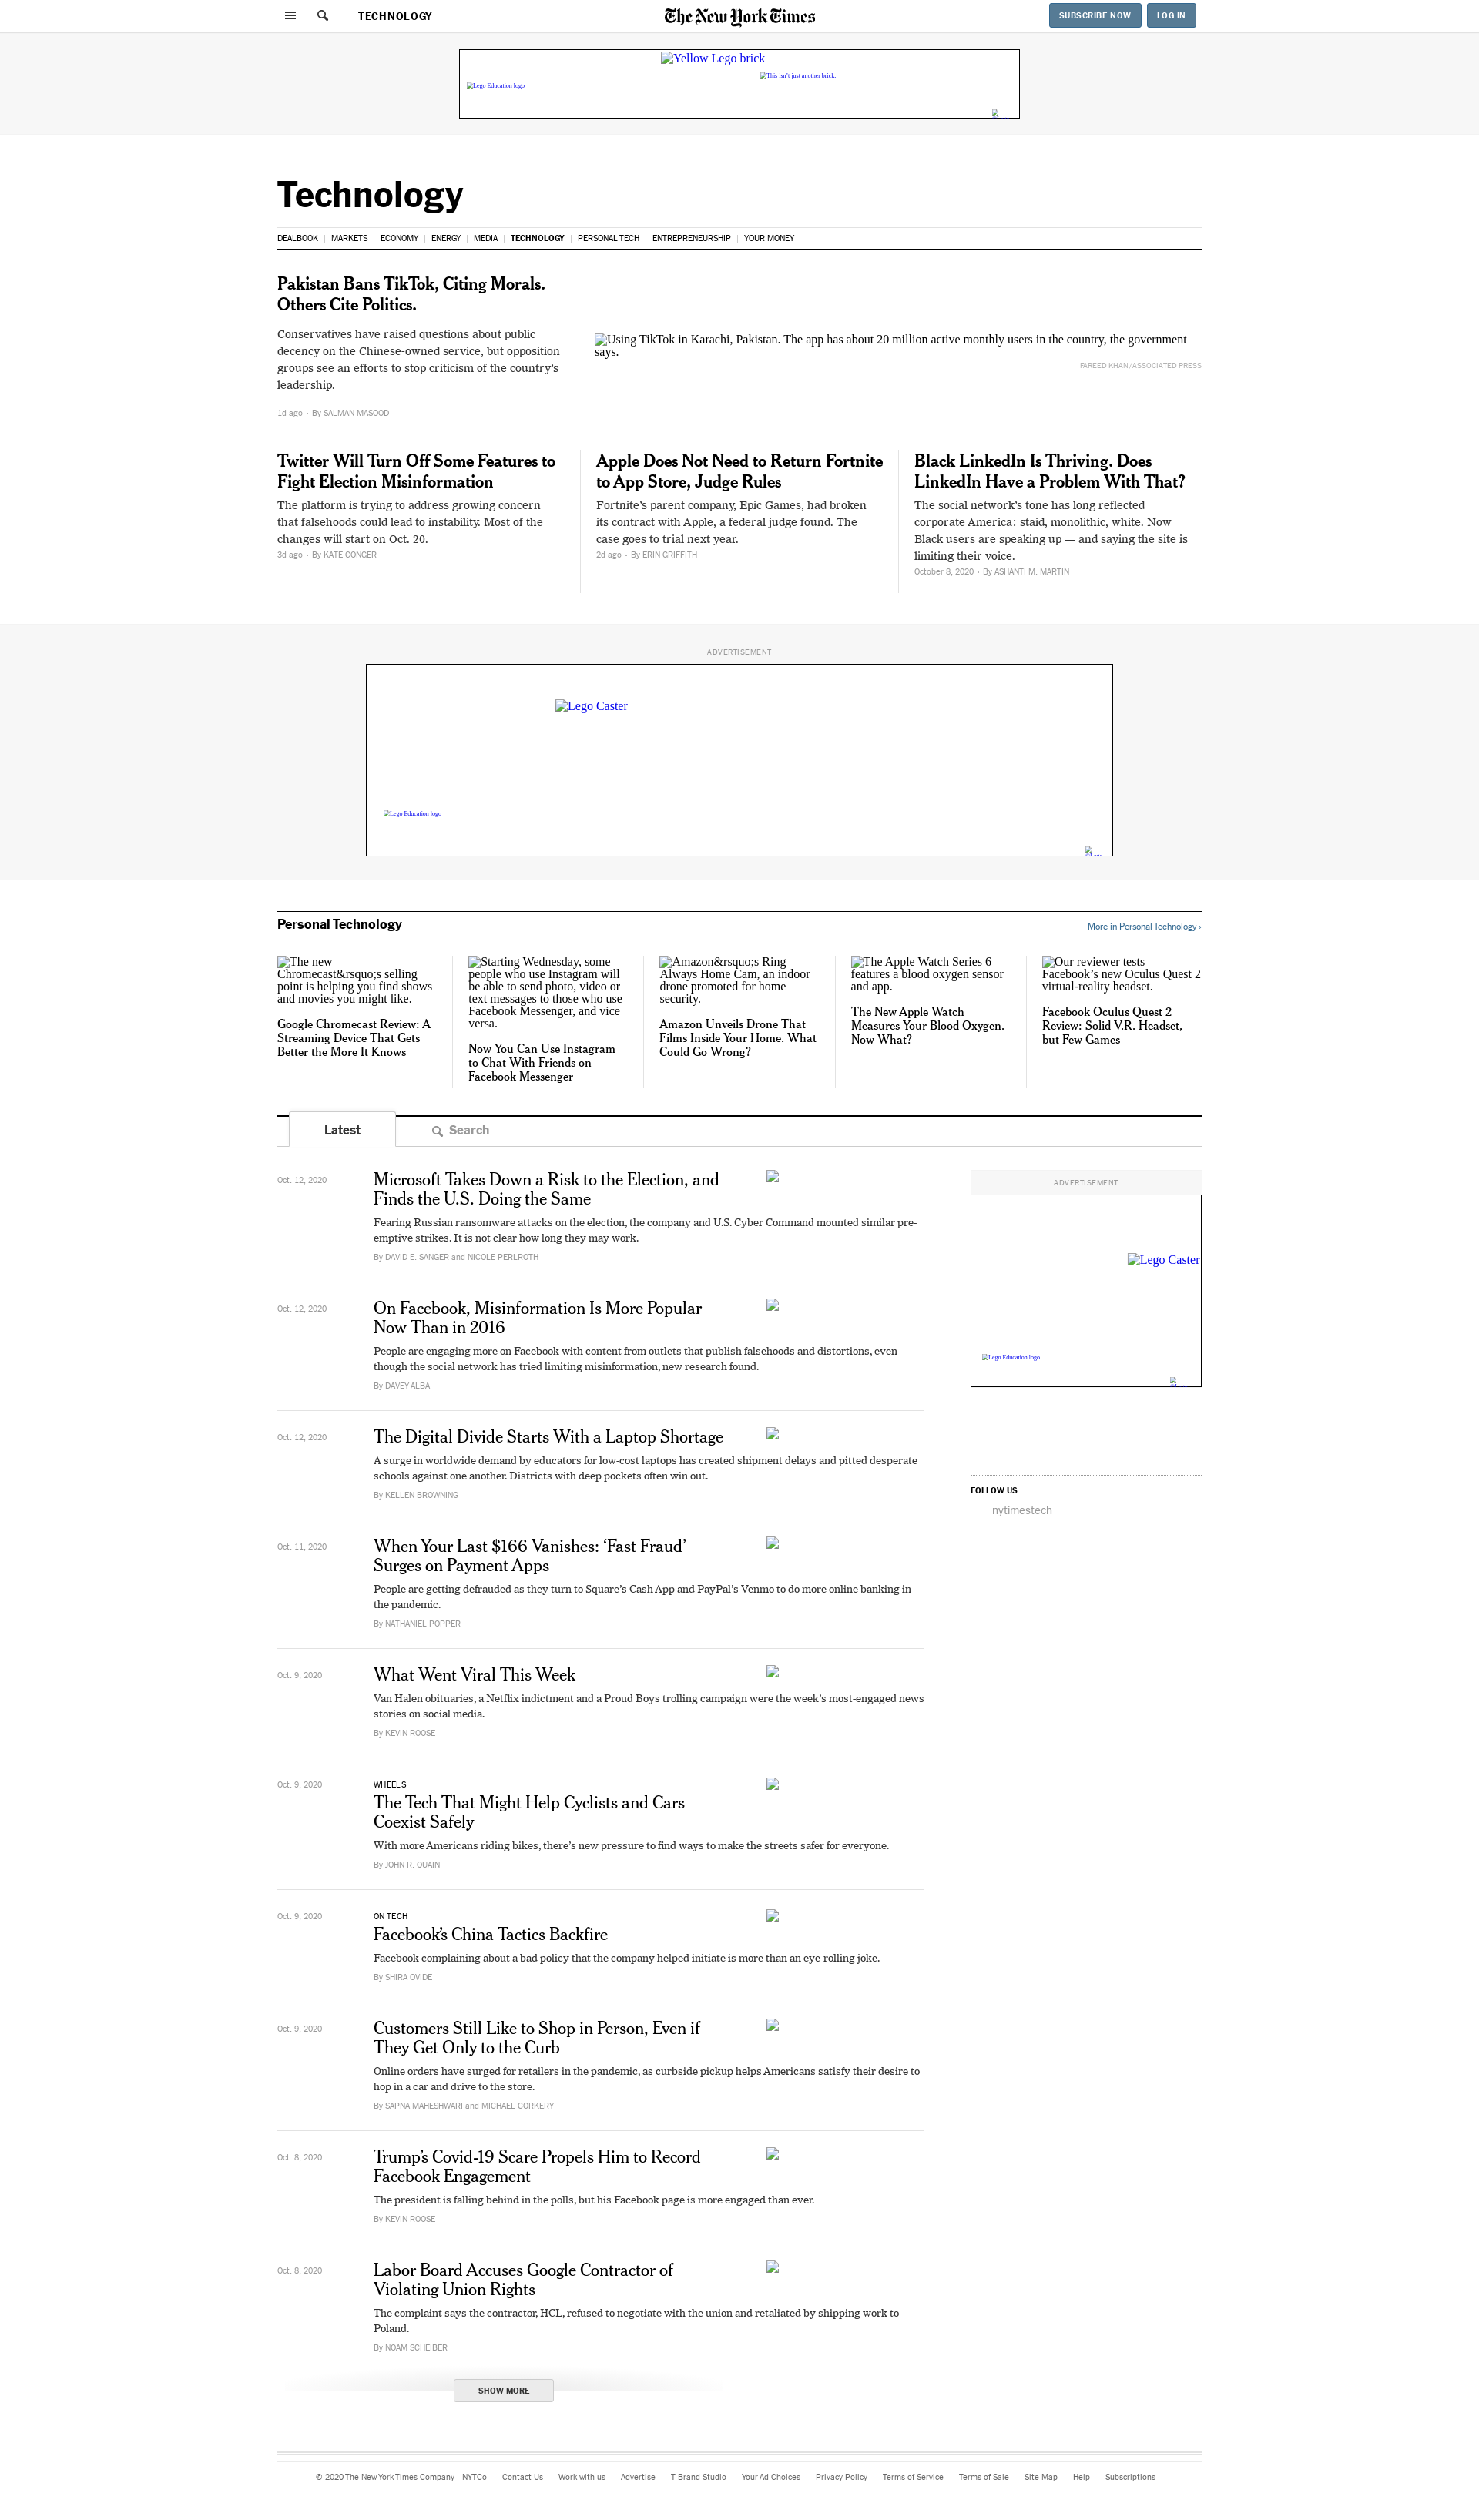 TECHNOLOGY
The New York Times
SUBSCRIBE NOW
LOG IN
Yellow Lego brick
This isn't just another brick.
Lego Education logo
Technology
DEALBOOK | MARKETS | ECONOMY | ENERGY | MEDIA | TECHNOLOGY | PERSONAL TECH | ENTREPRENEURSHIP | YOUR MONEY
Pakistan Bans TikTok, Citing Morals.
Others Cite Politics.
Conservatives have raised questions about public
decency on the Chinese-owned service, but opposition
groups see an efforts to stop criticism of the country's
leadership.
1d ago • By SALMAN MASOOD
Using TikTok in Karachi, Pakistan. The app has about 20 million active monthly users in the country, the government
says.
FAREED KHAN/ASSOCIATED PRESS
Twitter Will Turn Off Some Features to
Fight Election Misinformation
The platform is trying to address growing concern
that falsehoods could lead to instability. Most of the
changes will start on Oct. 20.
3d ago • By KATE CONGER
Apple Does Not Need to Return Fortnite
to App Store, Judge Rules
Fortnite's parent company, Epic Games, had broken
its contract with Apple, a federal judge found. The
case goes to trial next year.
2d ago • By ERIN GRIFFITH
Black LinkedIn Is Thriving. Does
LinkedIn Have a Problem With That?
The social network's tone has long reflected
corporate America: staid, monolithic, white. Now
Black users are speaking up — and saying the site is
limiting their voice.
October 8, 2020 • By ASHANTI M. MARTIN
ADVERTISEMENT
Lego Caster
Lego Education logo
Personal Technology
More in Personal Technology ›
The new
Chromecast&rsquo;s selling
point is helping you find shows
and movies you might like.
Google Chromecast Review: A
Streaming Device That Gets
Better the More It Knows
Starting Wednesday, some
people who use Instagram will
be able to send photo, video or
text messages to those who use
Facebook Messenger, and vice
versa.
Now You Can Use Instagram
to Chat With Friends on
Facebook Messenger
Amazon&rsquo;s Ring
Always Home Cam, an indoor
drone promoted for home
security.
Amazon Unveils Drone That
Films Inside Your Home. What
Could Go Wrong?
The Apple Watch Series 6
features a blood oxygen sensor
and app.
The New Apple Watch
Measures Your Blood Oxygen.
Now What?
Our reviewer tests
Facebook's new Oculus Quest 2
virtual-reality headset.
Facebook Oculus Quest 2
Review: Solid V.R. Headset,
but Few Games
Latest
Search
Oct. 12, 2020
Microsoft Takes Down a Risk to the Election, and
Finds the U.S. Doing the Same
Fearing Russian ransomware attacks on the election, the company and U.S. Cyber Command mounted similar pre-
emptive strikes. It is not clear how long they may work.
By DAVID E. SANGER and NICOLE PERLROTH
ADVERTISEMENT
Lego Caster
Lego Education logo
FOLLOW US
nytimestech
Oct. 12, 2020
On Facebook, Misinformation Is More Popular
Now Than in 2016
People are engaging more on Facebook with content from outlets that publish falsehoods and distortions, even
though the social network has tried limiting misinformation, new research found.
By DAVEY ALBA
Oct. 12, 2020
The Digital Divide Starts With a Laptop Shortage
A surge in worldwide demand by educators for low-cost laptops has created shipment delays and pitted desperate
schools against one another. Districts with deep pockets often win out.
By KELLEN BROWNING
Oct. 11, 2020
When Your Last $166 Vanishes: 'Fast Fraud'
Surges on Payment Apps
People are getting defrauded as they turn to Square's Cash App and PayPal's Venmo to do more online banking in
the pandemic.
By NATHANIEL POPPER
Oct. 9, 2020
What Went Viral This Week
Van Halen obituaries, a Netflix indictment and a Proud Boys trolling campaign were the week's most-engaged news
stories on social media.
By KEVIN ROOSE
Oct. 9, 2020
WHEELS
The Tech That Might Help Cyclists and Cars
Coexist Safely
With more Americans riding bikes, there's new pressure to find ways to make the streets safer for everyone.
By JOHN R. QUAIN
Oct. 9, 2020
ON TECH
Facebook's China Tactics Backfire
Facebook complaining about a bad policy that the company helped initiate is more than an eye-rolling joke.
By SHIRA OVIDE
Oct. 9, 2020
Customers Still Like to Shop in Person, Even if
They Get Only to the Curb
Online orders have surged for retailers in the pandemic, as curbside pickup helps Americans satisfy their desire to
hop in a car and drive to the store.
By SAPNA MAHESHWARI and MICHAEL CORKERY
Oct. 8, 2020
Trump's Covid-19 Scare Propels Him to Record
Facebook Engagement
The president is falling behind in the polls, but his Facebook page is more engaged than ever.
By KEVIN ROOSE
Oct. 8, 2020
Labor Board Accuses Google Contractor of
Violating Union Rights
The complaint says the contractor, HCL, refused to negotiate with the union and retaliated by shipping work to
Poland.
By NOAM SCHEIBER
SHOW MORE
© 2020 The New York Times Company NYTCo Contact Us Work with us Advertise T Brand Studio Your Ad Choices Privacy Policy Terms of Service Terms of Sale Site Map Help Subscriptions